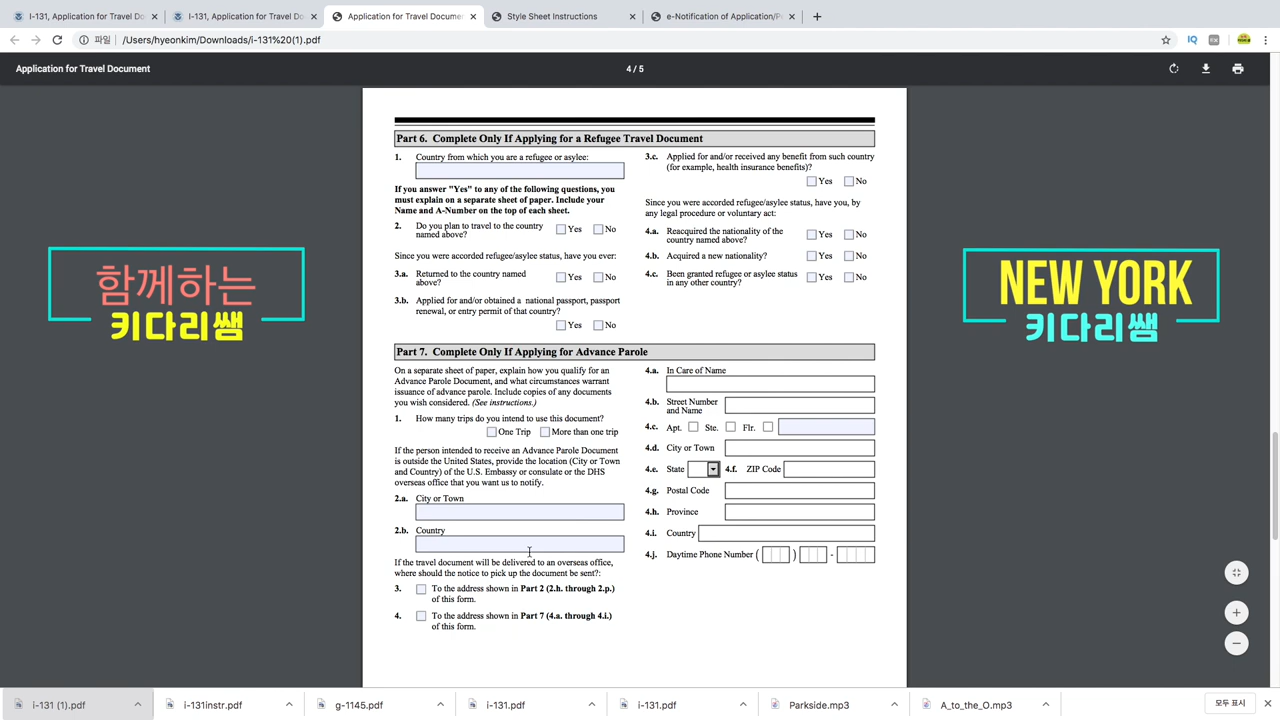 I-131, Application for Travel Do
I-131, Application for Travel Do
Application for Travel Documen
Style Sheet Instructions
e-Notification of Application/Pe
파일
/Users/hyeonkim/Downloads/i-131%20(1).pdf
IQ
Application for Travel Document
4 / 5
Part 6. Complete Only If Applying for a Refugee Travel Document
1. Country from which you are a refugee or asylee:
If you answer "Yes" to any of the following questions, you
must explain on a separate sheet of paper. Include your
Name and A-Number on the top of each sheet.
2. Do you plan to travel to the country
named above?
Yes No
Since you were accorded refugee/asylee status, have you ever:
3.a. Returned to the country named
above?
Yes No
3.b. Applied for and/or obtained a national passport, passport
renewal, or entry permit of that country?
Yes No
3.c. Applied for and/or received any benefit from such country
(for example, health insurance benefits)?
Yes No
Since you were accorded refugee/asylee status, have you, by
any legal procedure or voluntary act:
4.a. Reacquired the nationality of the
country named above?
Yes No
4.b. Acquired a new nationality?
Yes No
4.c. Been granted refugee or asylee status
in any other country?
Yes No
Part 7. Complete Only If Applying for Advance Parole
On a separate sheet of paper, explain how you qualify for an
Advance Parole Document, and what circumstances warrant
issuance of advance parole. Include copies of any documents
you wish considered. (See instructions.)
1. How many trips do you intend to use this document?
One Trip More than one trip
If the person intended to receive an Advance Parole Document
is outside the United States, provide the location (City or Town
and Country) of the U.S. Embassy or consulate or the DHS
overseas office that you want us to notify.
2.a. City or Town
2.b. Country
If the travel document will be delivered to an overseas office,
where should the notice to pick up the document be sent?:
3. To the address shown in Part 2 (2.h. through 2.p.)
of this form.
4. To the address shown in Part 7 (4.a. through 4.i.)
of this form.
4.a. In Care of Name
4.b. Street Number
and Name
4.c. Apt. Ste. Flr.
4.d. City or Town
4.e. State 4.f. ZIP Code
4.g. Postal Code
4.h. Province
4.i. Country
4.j. Daytime Phone Number ( ) -
함께하는
키다리쌤
NEW YORK
키다리쌤
i-131 (1).pdf
i-131instr.pdf
g-1145.pdf
i-131.pdf
i-131.pdf
Parkside.mp3
A_to_the_O.mp3
모두 표시